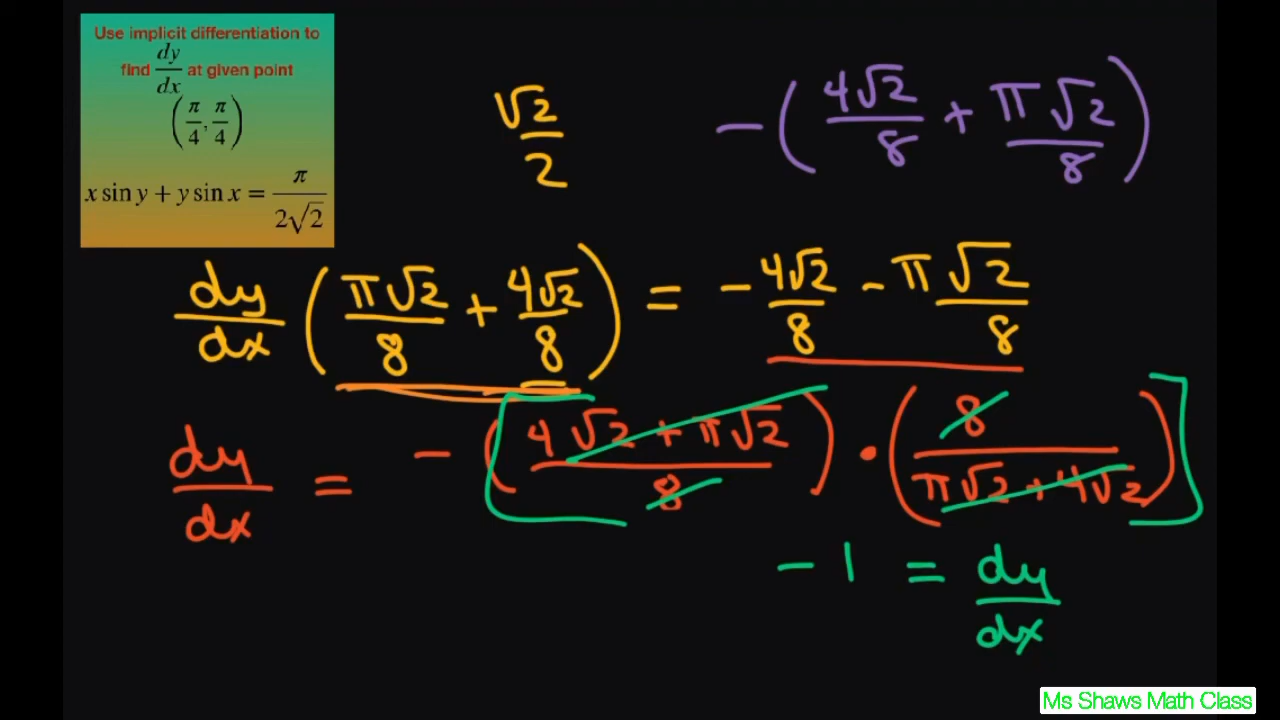 Use implicit differentiation to
find dy/dx at given point
(π/4, π/4)
x sin y + y sin x = π/(2√2)
√2/2
-(4√2/8 + π√2/8)
dy/dx (π√2/8 + 4√2/8) = -4√2/8 - π√2/8
dy/dx = -[(4√2 + π√2)/8) · (8/(π√2 + 4√2)]
-1 = dy/dx
Ms Shaws Math Class